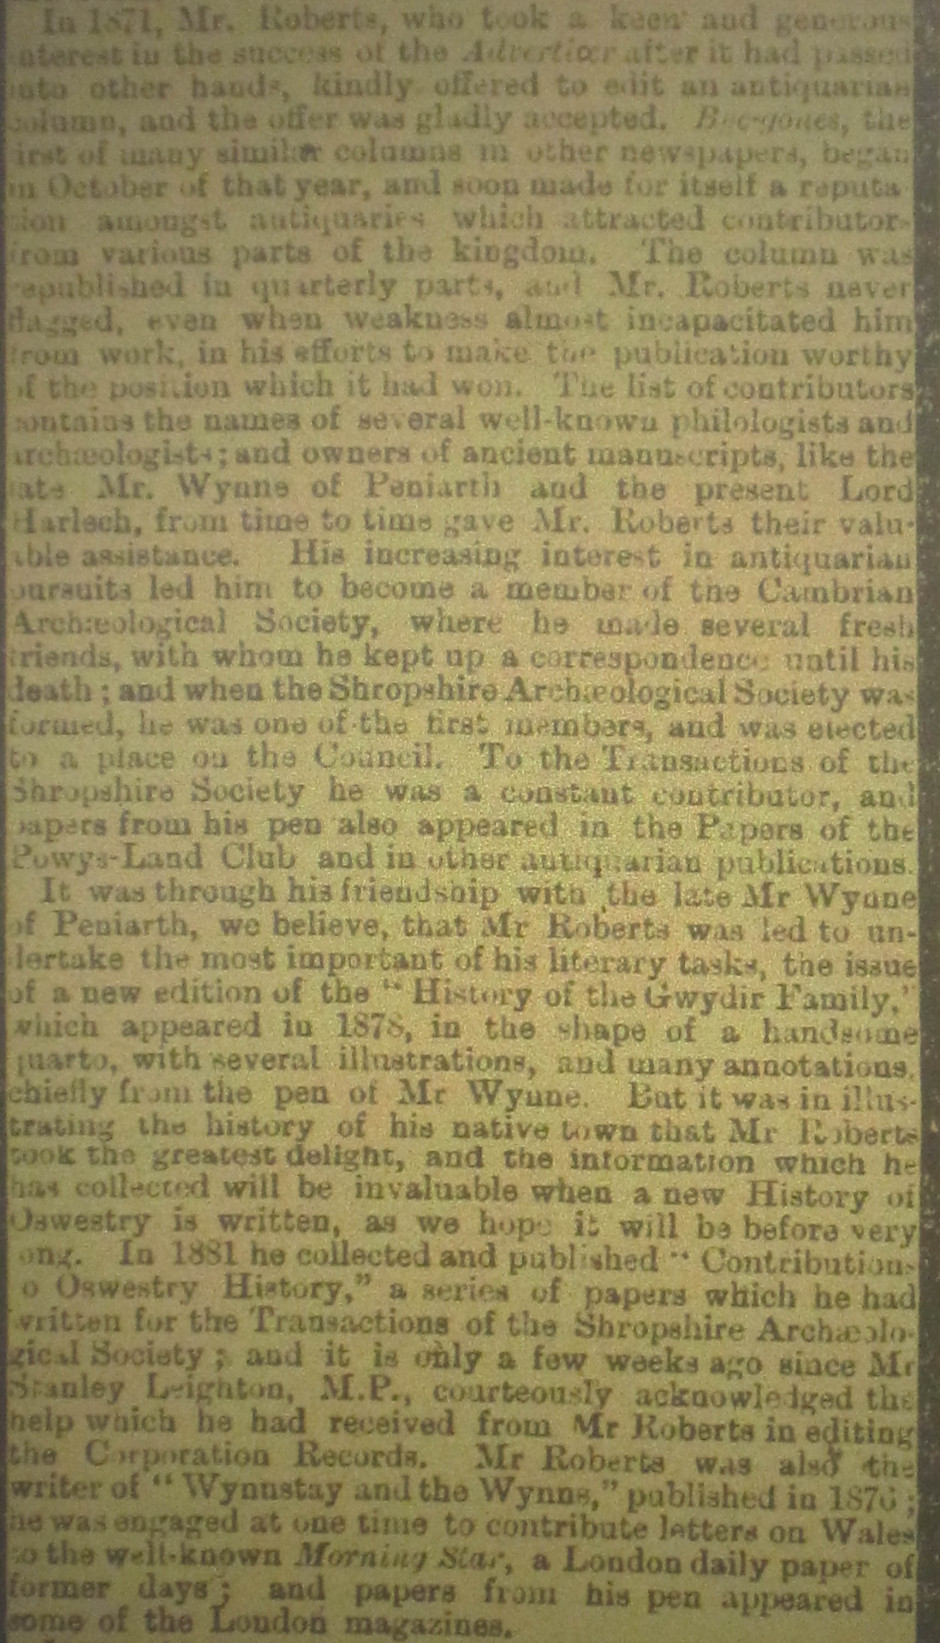 In 1871, Mr. Roberts, who took a keen and generous
interest in the success of the Advertizer after it had passed
into other hands, kindly offered to edit an antiquarian
column, and the offer was gladly accepted. Bye-gones, the
first of many similar columns in other newspapers, began
in October of that year, and soon made for itself a reputa-
tion amongst antiquaries which attracted contributors
from various parts of the kingdom. The column was
republished in quarterly parts, and Mr. Roberts never
flagged, even when weakness almost incapacitated him
from work, in his efforts to make the publication worthy
of the position which it had won. The list of contributors
contains the names of several well-known philologists and
archæologists; and owners of ancient manuscripts, like the
late Mr. Wynne of Peniarth and the present Lord
Harlech, from time to time gave Mr. Roberts their valu-
able assistance. His increasing interest in antiquarian
pursuits led him to become a member of the Cambrian
Archæological Society, where he made several fresh
friends, with whom he kept up a correspondence until his
death; and when the Shropshire Archæological Society was
formed, he was one of the first members, and was elected
to a place on the Council. To the Transactions of the
Shropshire Society he was a constant contributor, and
papers from his pen also appeared in the Papers of the
Powys-Land Club and in other antiquarian publications.
It was through his friendship with the late Mr Wynne
of Peniarth, we believe, that Mr Roberts was led to un-
dertake the most important of his literary tasks, the issue
of a new edition of the "History of the Gwydir Family,"
which appeared in 1878, in the shape of a handsome
quarto, with several illustrations, and many annotations,
chiefly from the pen of Mr Wynne. But it was in illus-
trating the history of his native town that Mr Roberts
took the greatest delight, and the information which he
has collected will be invaluable when a new History of
Oswestry is written, as we hope it will be before very
long. In 1881 he collected and published "Contributions
to Oswestry History," a series of papers which he had
written for the Transactions of the Shropshire Archæolo-
gical Society; and it is only a few weeks ago since Mr
Stanley Leighton, M.P., courteously acknowledged the
help which he had received from Mr Roberts in editing
the Corporation Records. Mr Roberts was also the
writer of "Wynnstay and the Wynns," published in 1876;
he was engaged at one time to contribute letters on Wales
to the well-known Morning Star, a London daily paper of
former days; and papers from his pen appeared in
some of the London magazines.